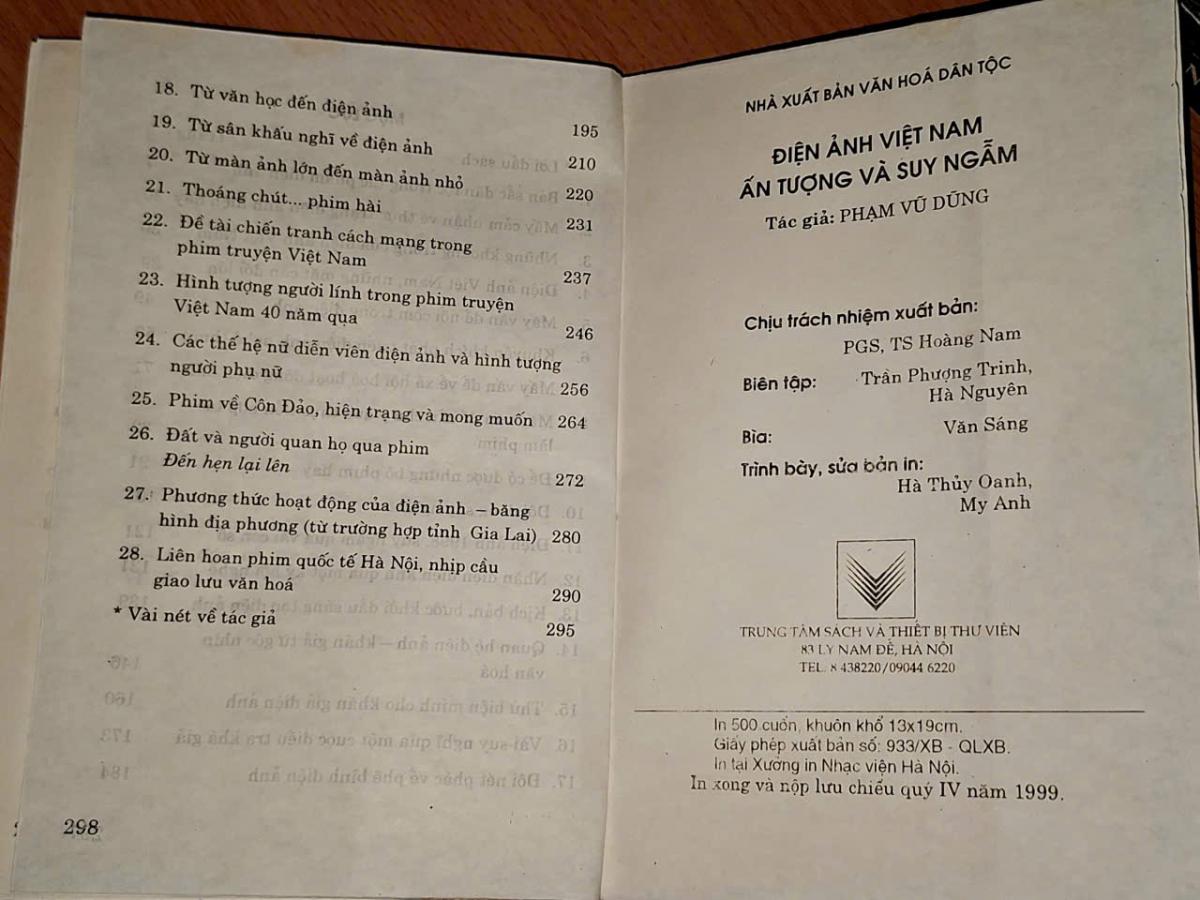 18. Từ văn học đến điện ảnh 195
19. Từ sân khấu nghĩ về điện ảnh 210
20. Từ màn ảnh lớn đến màn ảnh nhỏ 220
21. Thoáng chút... phim hài 231
22. Đề tài chiến tranh cách mạng trong
phim truyện Việt Nam 237
23. Hình tượng người lính trong phim truyện
Việt Nam 40 năm qua 246
24. Các thế hệ nữ diễn viên điện ảnh và hình tượng
người phụ nữ 256
25. Phim về Côn Đảo, hiện trạng và mong muốn 264
26. Đất và người quan họ qua phim
Đến hẹn lại lên 272
27. Phương thức hoạt động của điện ảnh – băng
hình địa phương (từ trường hợp tỉnh Gia Lai) 280
28. Liên hoan phim quốc tế Hà Nội, nhịp cầu
giao lưu văn hoá 290
* Vài nét về tác giả 295
298
NHÀ XUẤT BẢN VĂN HOÁ DÂN TỘC
ĐIỆN ẢNH VIỆT NAM
ẤN TƯỢNG VÀ SUY NGẪM
Tác giả: PHẠM VŨ DŨNG
Chịu trách nhiệm xuất bản:
PGS, TS Hoàng Nam
Biên tập: Trần Phượng Trinh,
Hà Nguyên
Bìa: Văn Sáng
Trình bày, sửa bản in:
Hà Thủy Oanh,
My Anh
TRUNG TÂM SÁCH VÀ THIẾT BỊ THƯ VIỆN
83 LÝ NAM ĐẾ, HÀ NỘI
TEL. 8 438220/09044 6220
In 500 cuốn, khuôn khổ 13x19cm.
Giấy phép xuất bản số: 933/XB - QLXB.
In tại Xưởng in Nhạc viện Hà Nội.
In xong và nộp lưu chiểu quý IV năm 1999.